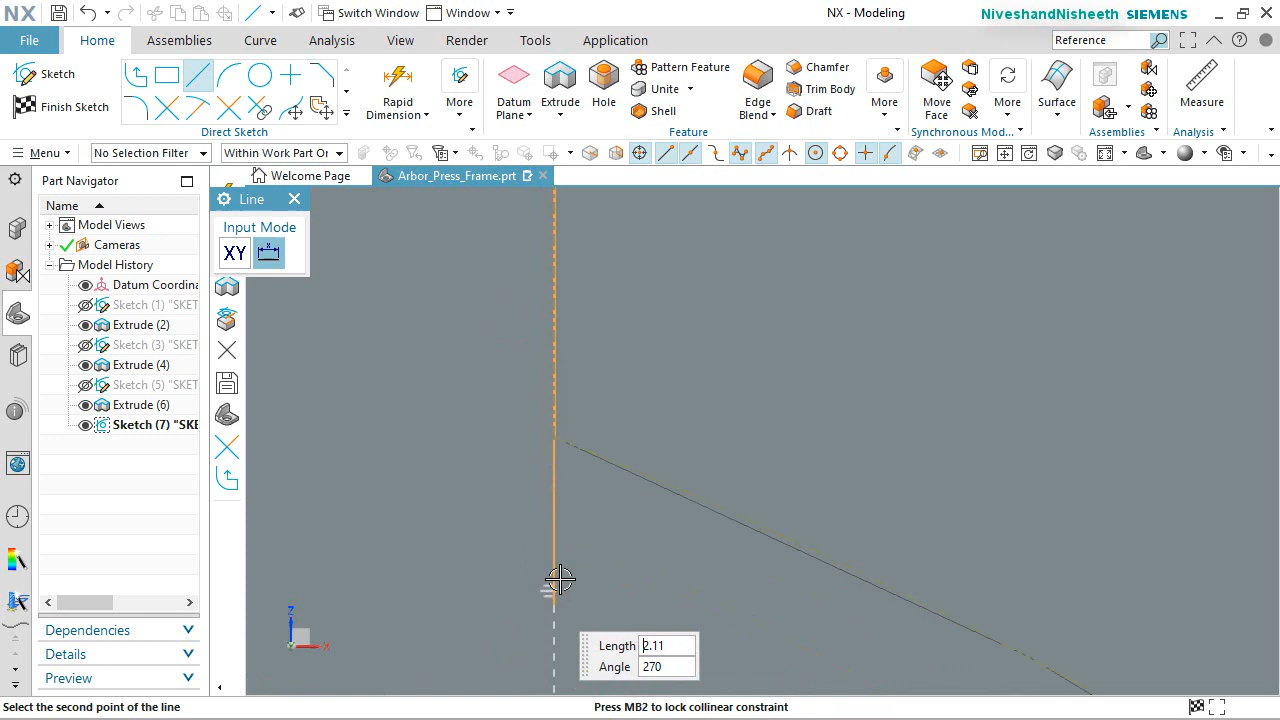 NX
Switch Window
Window
NX - Modeling
NiveshandNisheeth SIEMENS
File
Home
Assemblies
Curve
Analysis
View
Render
Tools
Application
Reference
Sketch
Finish Sketch
Direct Sketch
Rapid
Dimension
More
Datum
Plane
Extrude
Hole
Pattern Feature
Unite
Shell
Edge
Blend
Chamfer
Trim Body
Draft
More
Feature
Move
Face
More
Synchronous Mod...
Surface
Assemblies
Measure
Analysis
Menu
No Selection Filter
Within Work Part Or
Part Navigator
Welcome Page
Arbor_Press_Frame.prt
Name
Line
Input Mode
XY
Model Views
Cameras
Model History
Datum Coordina
Sketch (1) "SKET
Extrude (2)
Sketch (3) "SKET
Extrude (4)
Sketch (5) "SKET
Extrude (6)
Sketch (7) "SKE
Dependencies
Details
Preview
Z
X
Length 2.11
Angle 270
Select the second point of the line
Press MB2 to lock collinear constraint